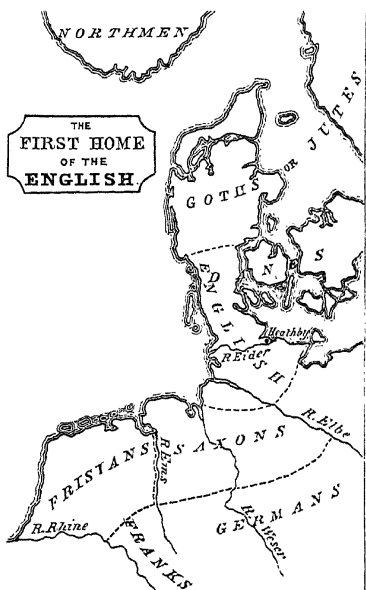 NORTHMEN
THE
FIRST HOME
OF THE
ENGLISH.
GOTHS OR JUTES
DANES
ENGLISH
Heathby
R. Eider
R. Elbe
FRISIANS
SAXONS
R. Ems
R. Weser
R. Rhine
FRANKS
GERMANS